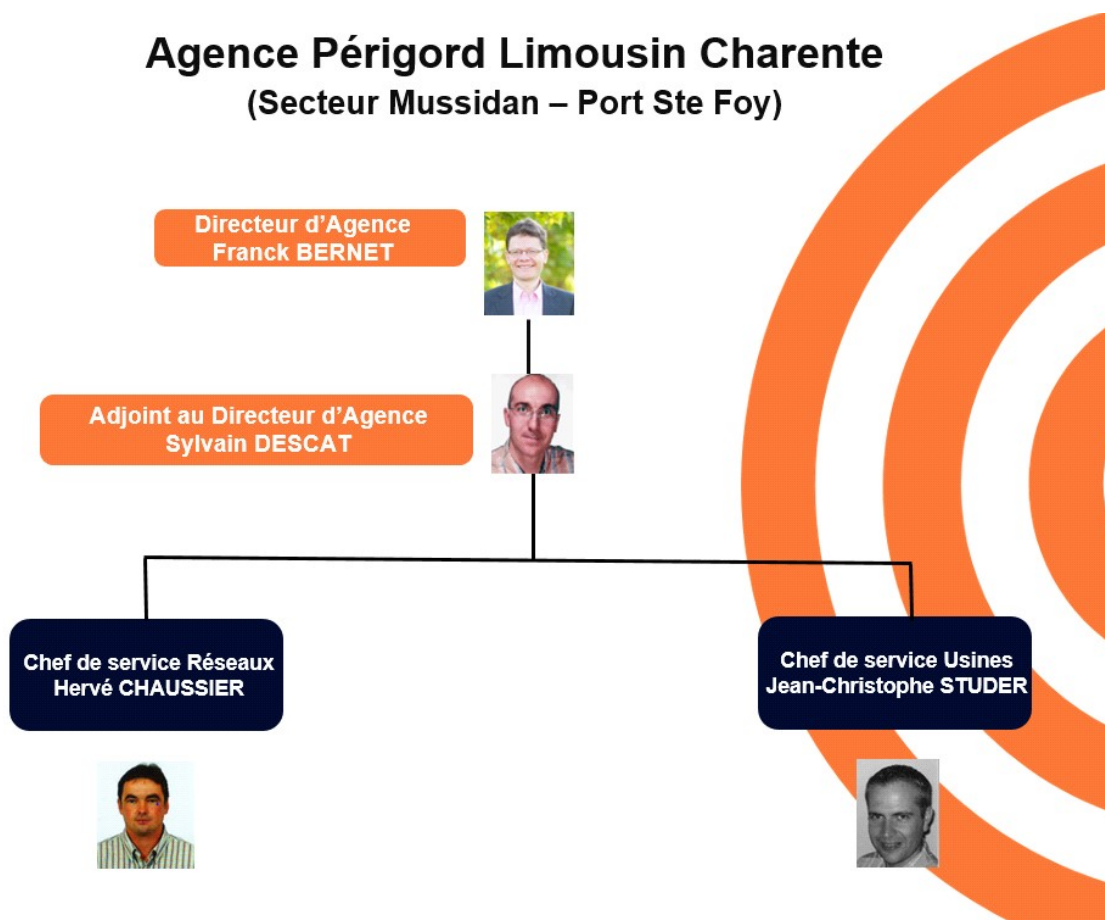 Agence Périgord Limousin Charente
(Secteur Mussidan – Port Ste Foy)
Directeur d’Agence
Franck BERNET
Adjoint au Directeur d’Agence
Sylvain DESCAT
Chef de service Réseaux
Hervé CHAUSSIER
Chef de service Usines
Jean-Christophe STUDER